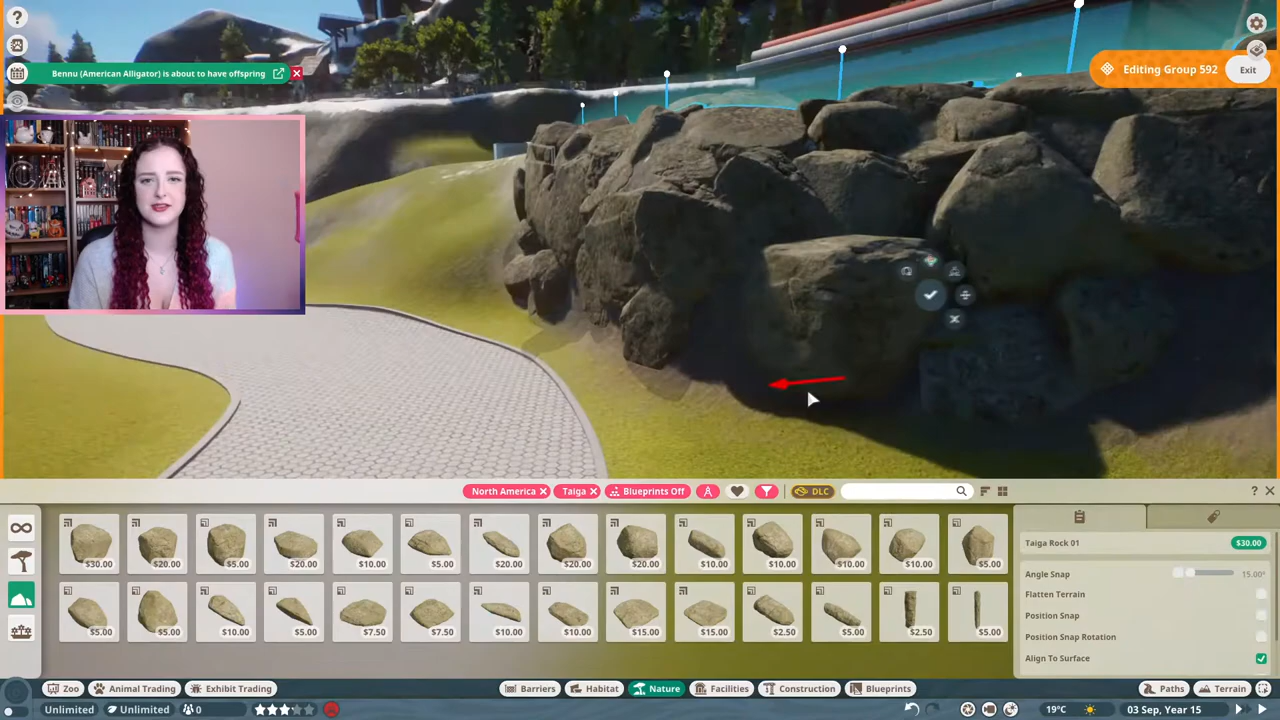 ?
Bennu (American Alligator) is about to have offspring
Editing Group 592
Exit
North America
Taiga
Blueprints Off
DLC
?
$30.00
$20.00
$5.00
$20.00
$10.00
$5.00
$20.00
$20.00
$20.00
$10.00
$10.00
$10.00
$10.00
$5.00
$5.00
$5.00
$10.00
$5.00
$7.50
$7.50
$10.00
$10.00
$15.00
$15.00
$2.50
$5.00
$2.50
$5.00
Taiga Rock 01
$30.00
Angle Snap
15.00°
Flatten Terrain
Position Snap
Position Snap Rotation
Align To Surface
Zoo
Animal Trading
Exhibit Trading
Barriers
Habitat
Nature
Facilities
Construction
Blueprints
Paths
Terrain
Unlimited
Unlimited
0
19°C
03 Sep, Year 15